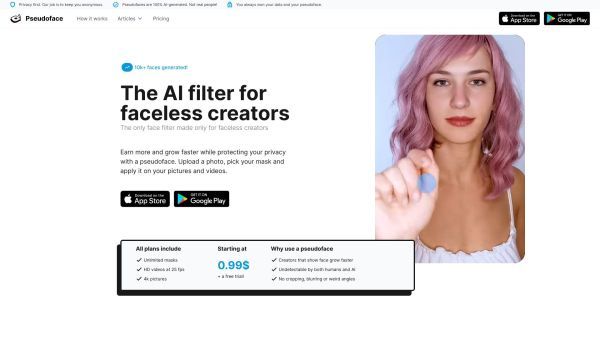 Privacy first. Our job is to keep you anonymous.
Pseudofaces are 100% AI-generated. Not real people!
You always own your data and your pseudoface.
Pseudoface
How it works
Articles
Pricing
Download on the
App Store
GET IT ON
Google Play
10k+ faces generated!
The AI filter for
faceless creators
The only face filter made only for faceless creators
Earn more and grow faster while protecting your privacy
with a pseudoface. Upload a photo, pick your mask and
apply it on your pictures and videos.
Download on the
App Store
GET IT ON
Google Play
All plans include
Unlimited masks
HD videos at 25 fps
4k pictures
Starting at
0.99$
+ a free trial
Why use a pseudoface
Creators that show face grow faster
Undetectable by both humans and AI
No cropping, blurring or weird angles